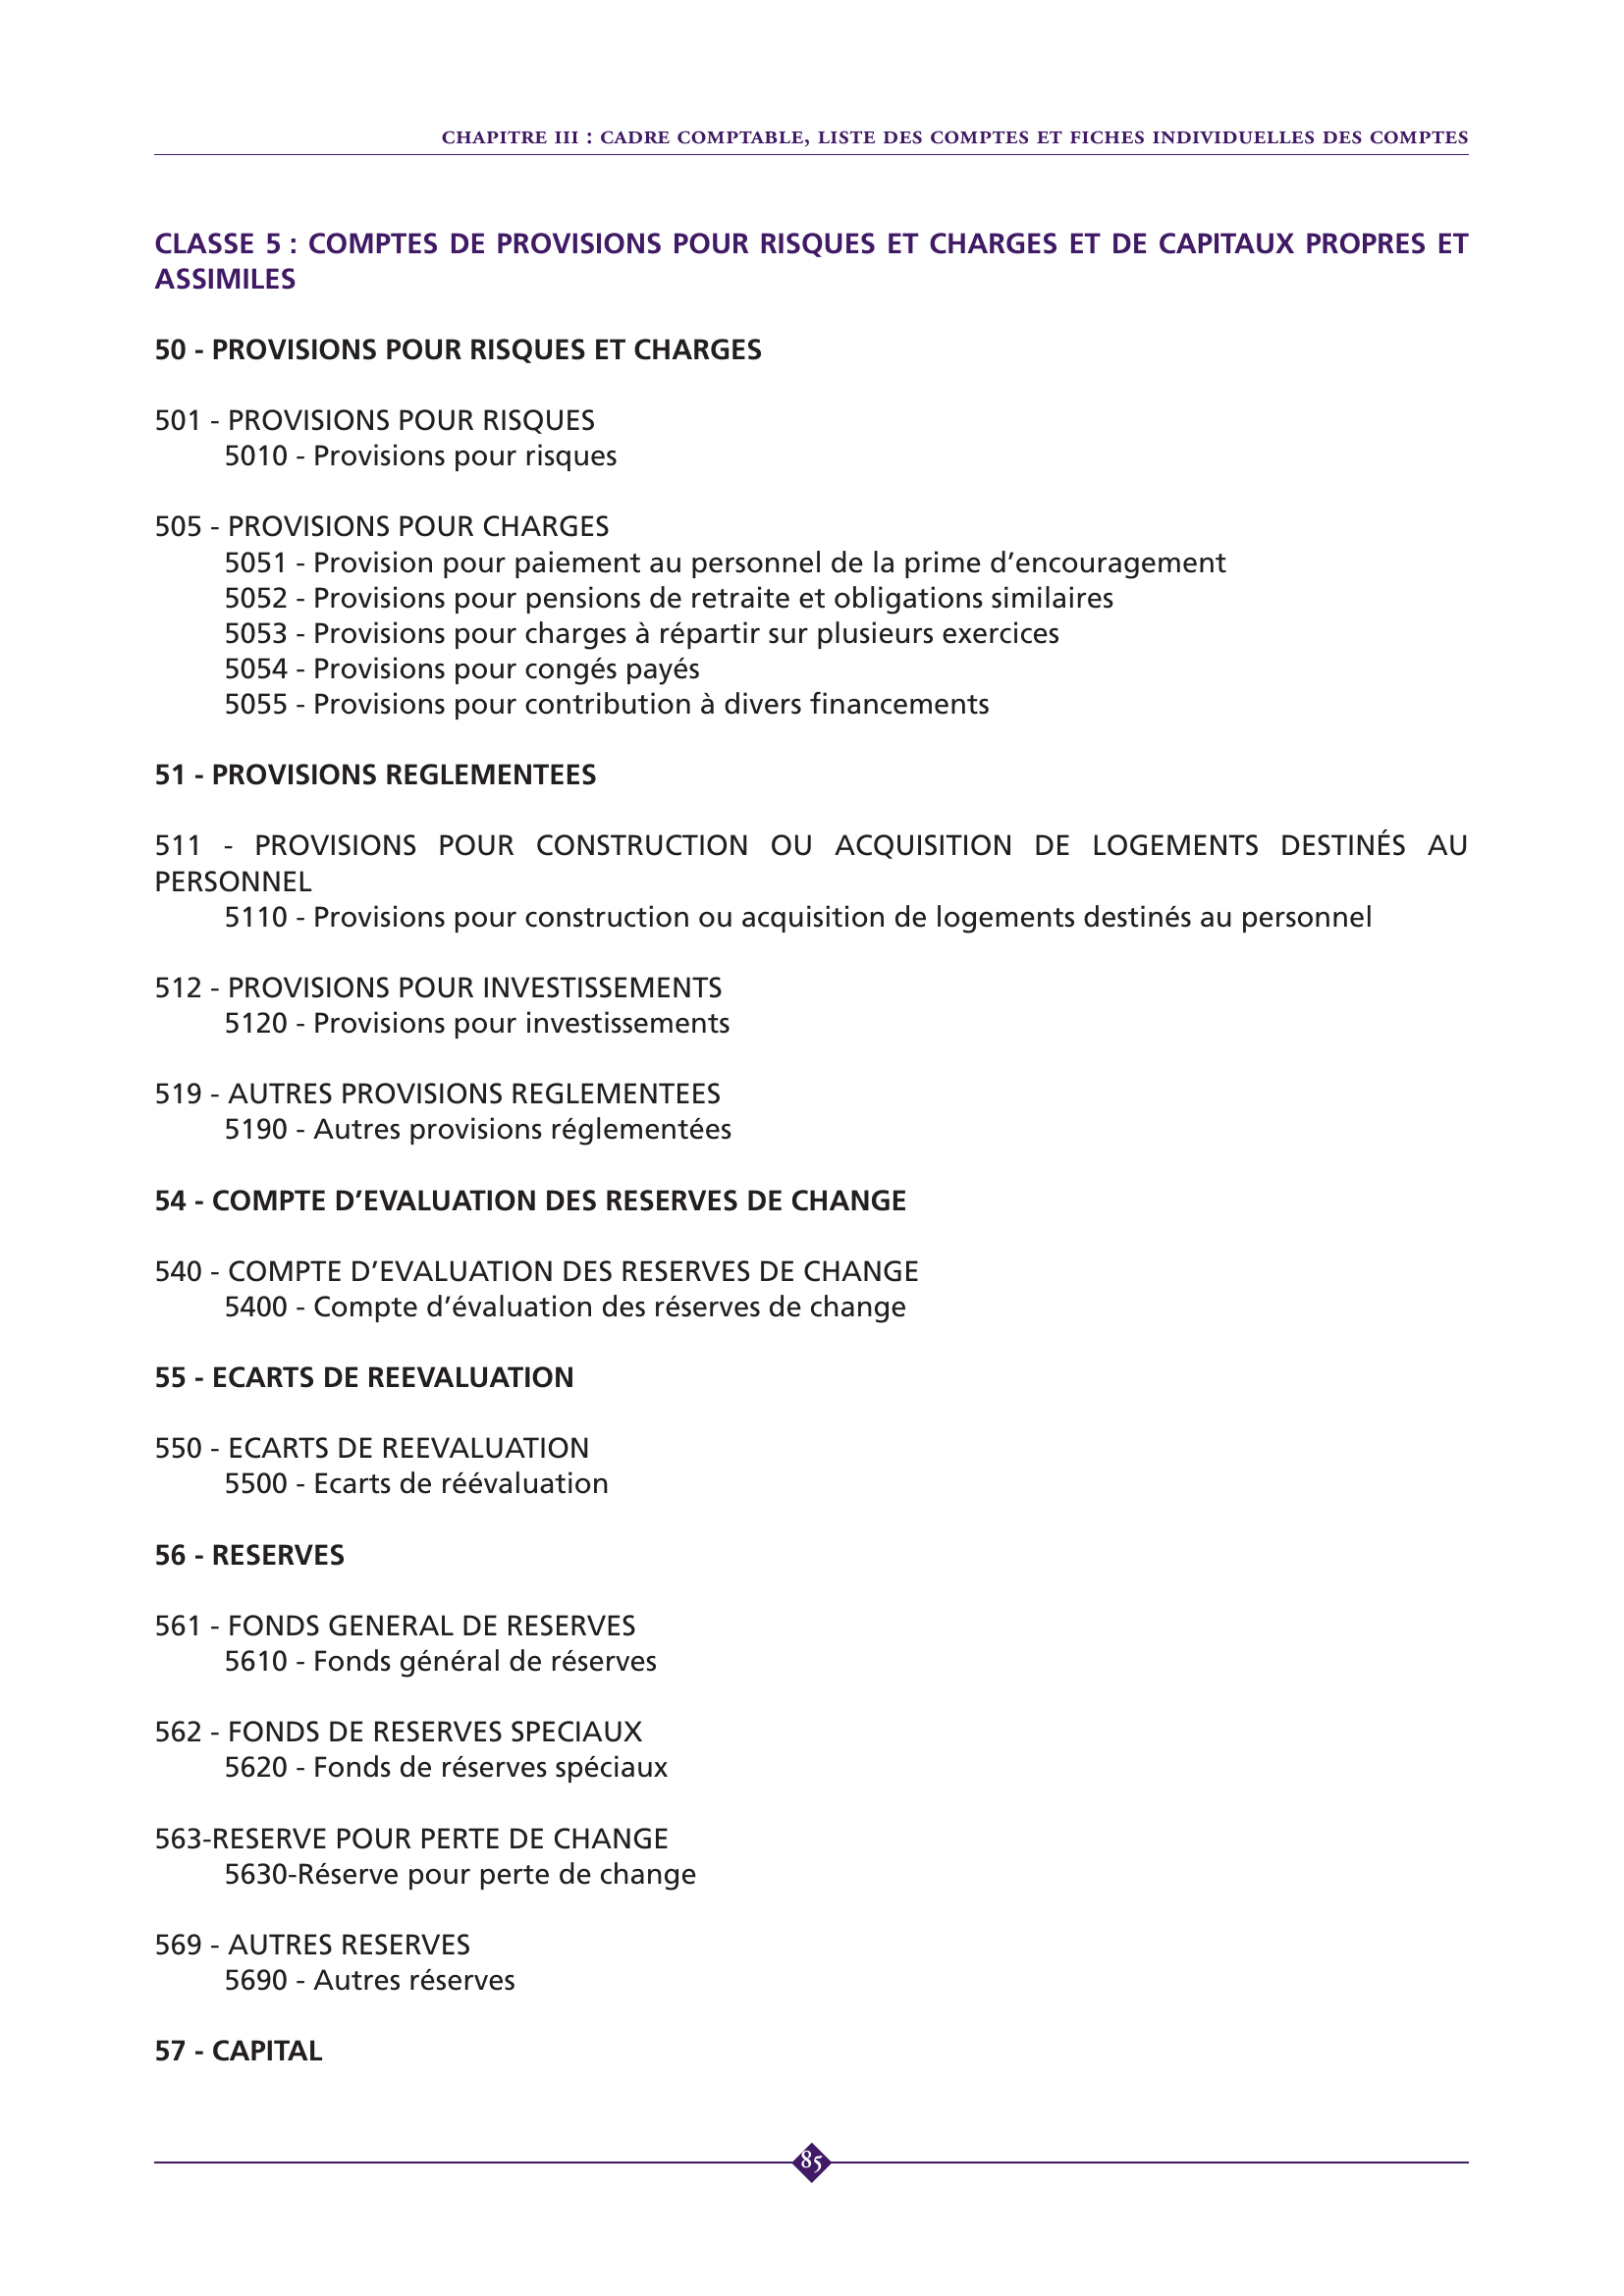 CHAPITRE III : CADRE COMPTABLE, LISTE DES COMPTES ET FICHES INDIVIDUELLES DES COMPTES
CLASSE 5 : COMPTES DE PROVISIONS POUR RISQUES ET CHARGES ET DE CAPITAUX PROPRES ET
ASSIMILES
50 - PROVISIONS POUR RISQUES ET CHARGES
501 - PROVISIONS POUR RISQUES
5010 - Provisions pour risques
505 - PROVISIONS POUR CHARGES
5051 - Provision pour paiement au personnel de la prime d’encouragement
5052 - Provisions pour pensions de retraite et obligations similaires
5053 - Provisions pour charges à répartir sur plusieurs exercices
5054 - Provisions pour congés payés
5055 - Provisions pour contribution à divers financements
51 - PROVISIONS REGLEMENTEES
511 - PROVISIONS POUR CONSTRUCTION OU ACQUISITION DE LOGEMENTS DESTINÉS AU
PERSONNEL
5110 - Provisions pour construction ou acquisition de logements destinés au personnel
512 - PROVISIONS POUR INVESTISSEMENTS
5120 - Provisions pour investissements
519 - AUTRES PROVISIONS REGLEMENTEES
5190 - Autres provisions réglementées
54 - COMPTE D’EVALUATION DES RESERVES DE CHANGE
540 - COMPTE D’EVALUATION DES RESERVES DE CHANGE
5400 - Compte d’évaluation des réserves de change
55 - ECARTS DE REEVALUATION
550 - ECARTS DE REEVALUATION
5500 - Ecarts de réévaluation
56 - RESERVES
561 - FONDS GENERAL DE RESERVES
5610 - Fonds général de réserves
562 - FONDS DE RESERVES SPECIAUX
5620 - Fonds de réserves spéciaux
563-RESERVE POUR PERTE DE CHANGE
5630-Réserve pour perte de change
569 - AUTRES RESERVES
5690 - Autres réserves
57 - CAPITAL
85